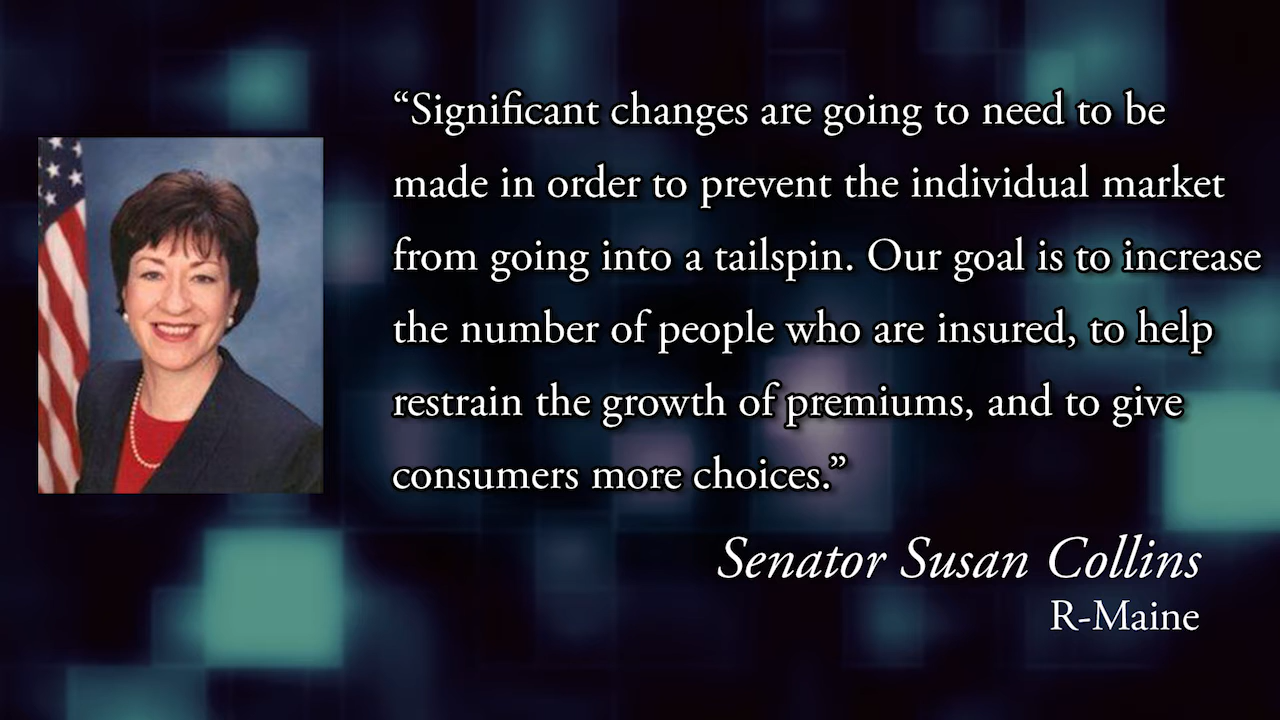 “Significant changes are going to need to be
made in order to prevent the individual market
from going into a tailspin. Our goal is to increase
the number of people who are insured, to help
restrain the growth of premiums, and to give
consumers more choices.”
Senator Susan Collins
R-Maine